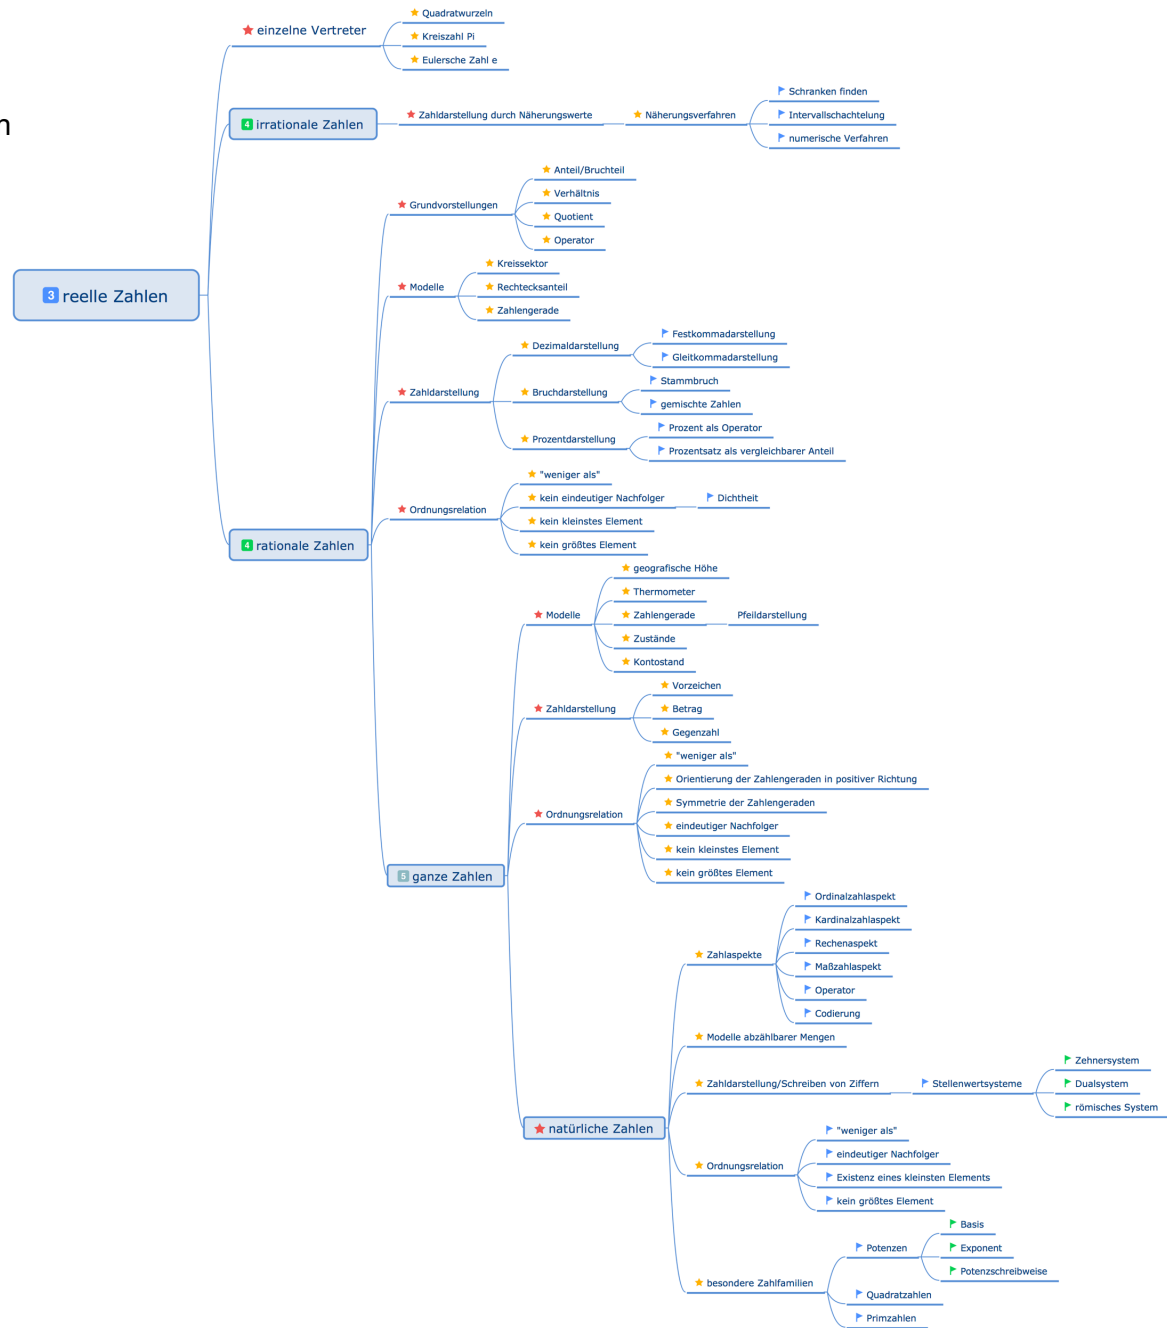 einzelne Vertreter
Quadratwurzeln
Kreiszahl Pi
Eulersche Zahl e
n
4 irrationale Zahlen
Zahldarstellung durch Näherungswerte
Näherungsverfahren
Schranken finden
Intervallschachtelung
numerische Verfahren
3 reelle Zahlen
4 rationale Zahlen
Grundvorstellungen
Anteil/Bruchteil
Verhältnis
Quotient
Operator
Modelle
Kreissektor
Rechtecksanteil
Zahlengerade
Zahldarstellung
Dezimaldarstellung
Festkommadarstellung
Gleitkommadarstellung
Bruchdarstellung
Stammbruch
gemischte Zahlen
Prozentdarstellung
Prozent als Operator
Prozentsatz als vergleichbarer Anteil
Ordnungsrelation
"weniger als"
kein eindeutiger Nachfolger
Dichtheit
kein kleinstes Element
kein größtes Element
5 ganze Zahlen
Modelle
geografische Höhe
Thermometer
Zahlengerade
Pfeildarstellung
Zustände
Kontostand
Zahldarstellung
Vorzeichen
Betrag
Gegenzahl
Ordnungsrelation
"weniger als"
Orientierung der Zahlengeraden in positiver Richtung
Symmetrie der Zahlengeraden
eindeutiger Nachfolger
kein kleinstes Element
kein größtes Element
natürliche Zahlen
Zahlaspekte
Ordinalzahlaspekt
Kardinalzahlaspekt
Rechenaspekt
Maßzahlaspekt
Operator
Codierung
Modelle abzählbarer Mengen
Zahldarstellung/Schreiben von Ziffern
Stellenwertsysteme
Zehnersystem
Dualsystem
römisches System
Ordnungsrelation
"weniger als"
eindeutiger Nachfolger
Existenz eines kleinsten Elements
kein größtes Element
besondere Zahlfamilien
Potenzen
Basis
Exponent
Potenzschreibweise
Quadratzahlen
Primzahlen